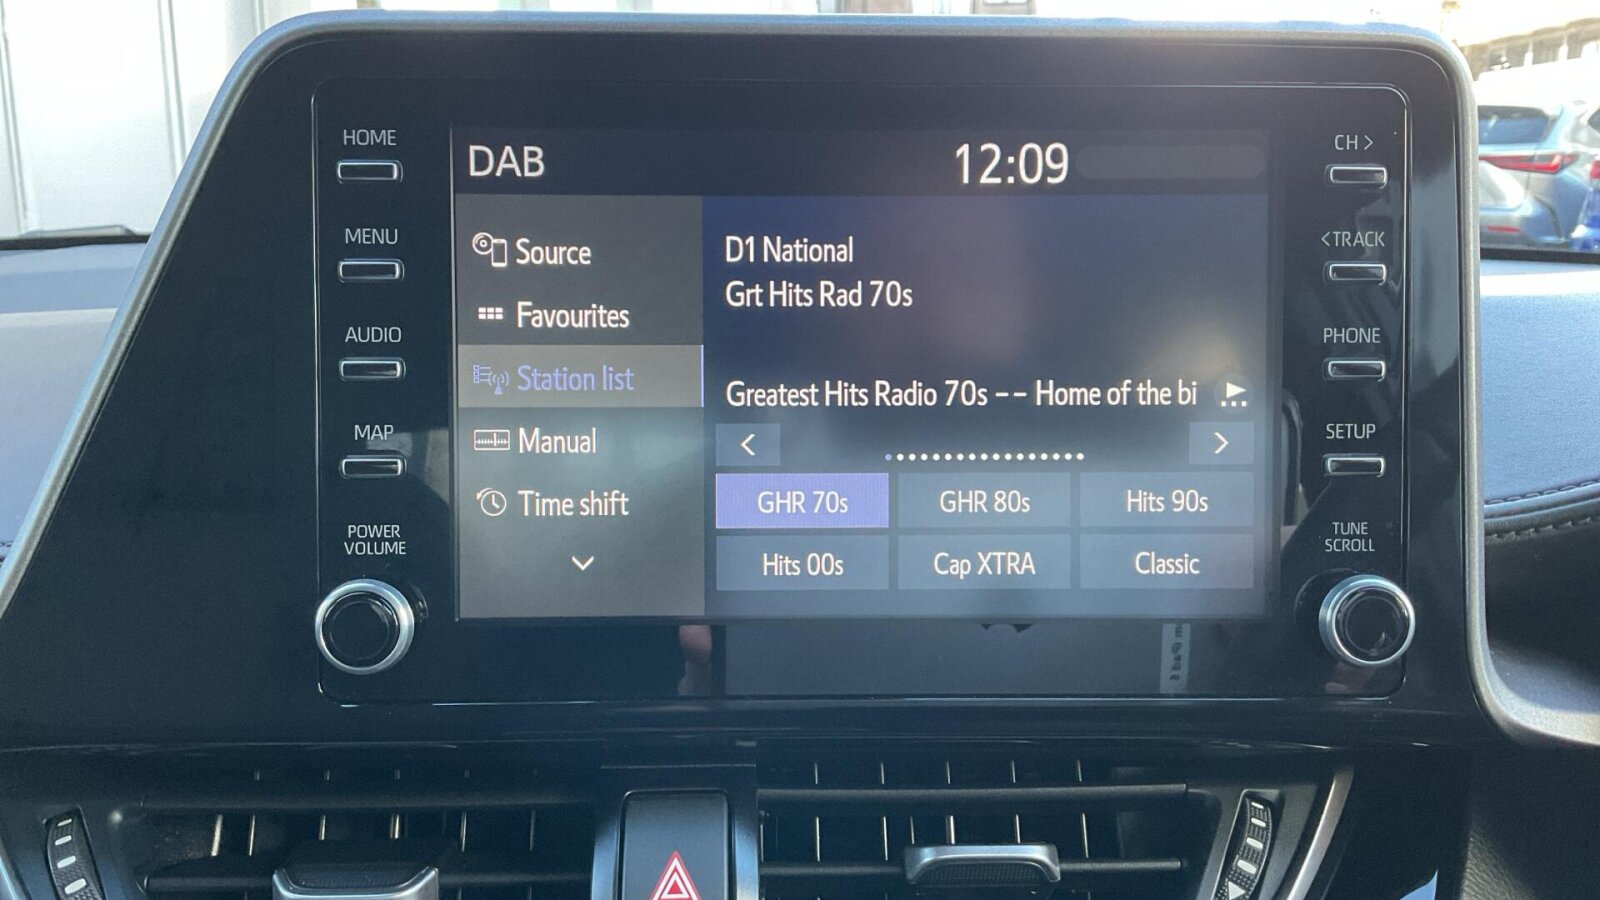 HOME
MENU
AUDIO
MAP
POWER
VOLUME
DAB
12:09
Source
Favourites
Station list
Manual
Time shift
D1 National
Grt Hits Rad 70s
Greatest Hits Radio 70s -- Home of the bi
<
>
GHR 70s
GHR 80s
Hits 90s
Hits 00s
Cap XTRA
Classic
CH >
<TRACK
PHONE
SETUP
TUNE
SCROLL